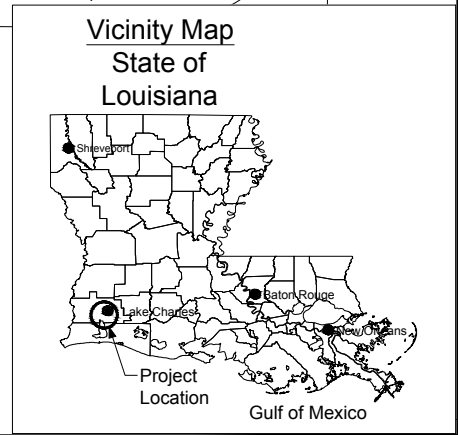 Vicinity Map
State of
Louisiana
Shreveport
Lake Charles
Baton Rouge
New Orleans
Project
Location
Gulf of Mexico